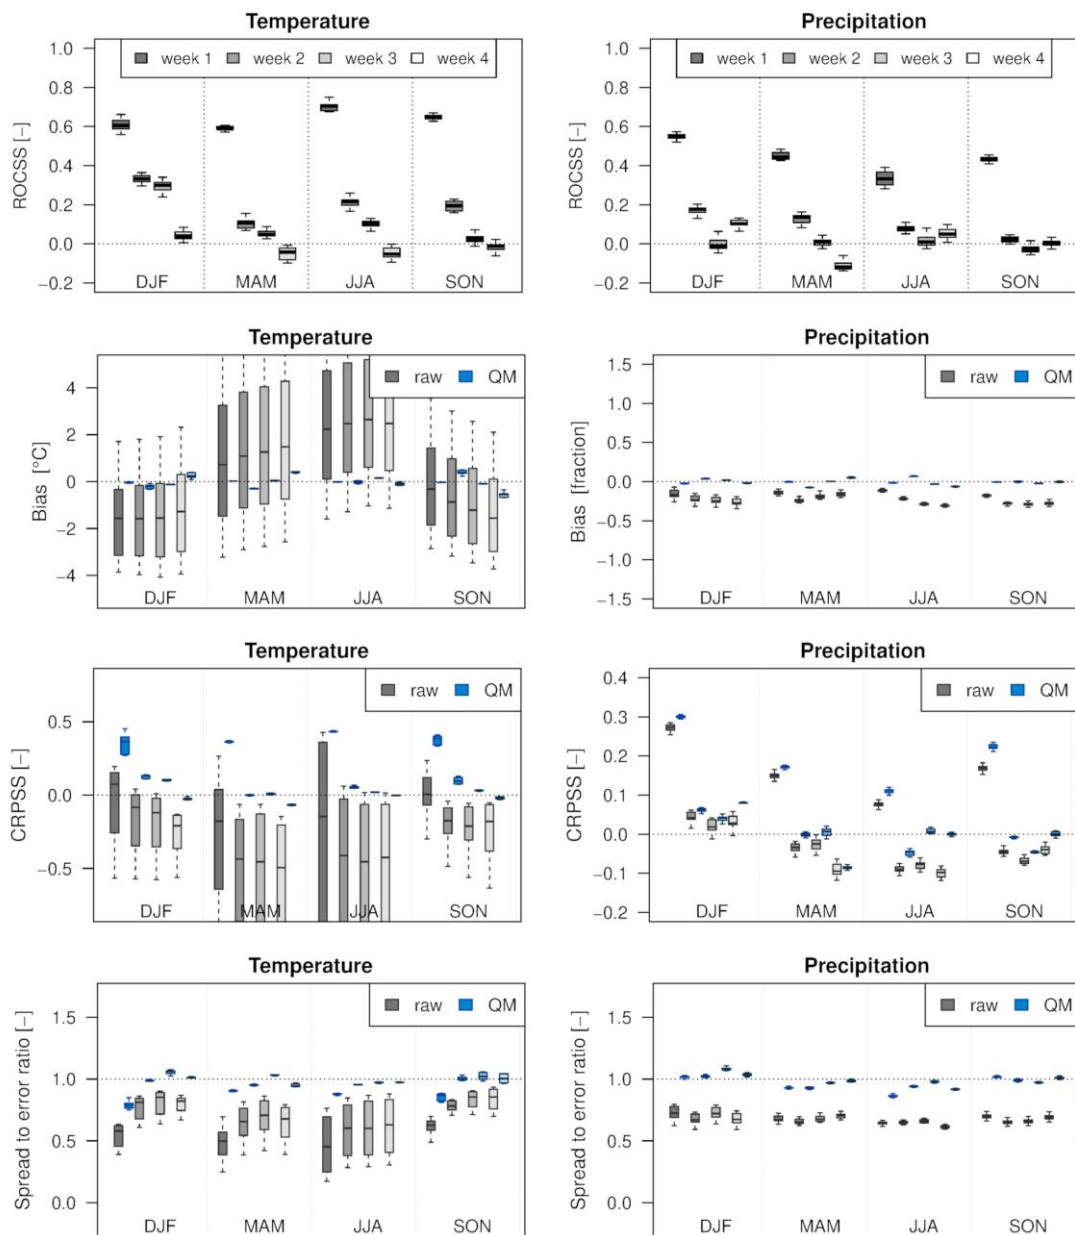 Temperature
Precipitation
ROCSS [−]
1.0
0.8
0.6
0.4
0.2
0.0
−0.2
week 1 week 2 week 3 week 4
DJF MAM JJA SON
ROCSS [−]
1.0
0.8
0.6
0.4
0.2
0.0
−0.2
week 1 week 2 week 3 week 4
DJF MAM JJA SON
Temperature
Precipitation
Bias [°C]
4
2
0
−2
−4
raw QM
DJF MAM JJA SON
Bias [fraction]
1.5
1.0
0.5
0.0
−0.5
−1.0
−1.5
raw QM
DJF MAM JJA SON
Temperature
Precipitation
CRPSS [−]
0.5
0.0
−0.5
raw QM
DJF MAM JJA SON
CRPSS [−]
0.4
0.3
0.2
0.1
0.0
−0.1
−0.2
raw QM
DJF MAM JJA SON
Temperature
Precipitation
Spread to error ratio [−]
1.5
1.0
0.5
0.0
raw QM
DJF MAM JJA SON
Spread to error ratio [−]
1.5
1.0
0.5
0.0
raw QM
DJF MAM JJA SON